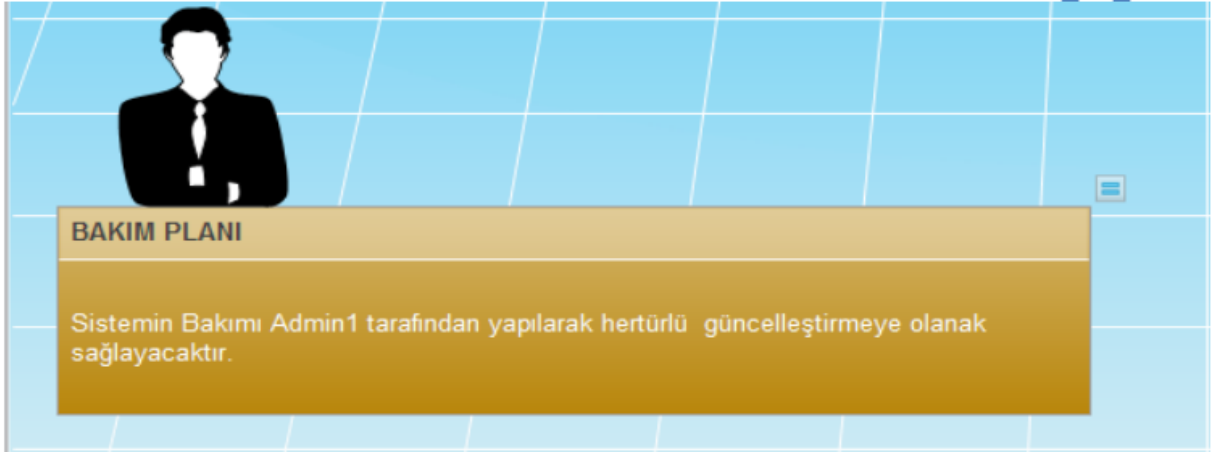 BAKIM PLANI
Sistemin Bakımı Admin1 tarafından yapılarak hertürlü  güncelleştirmeye olanak
sağlayacaktır.